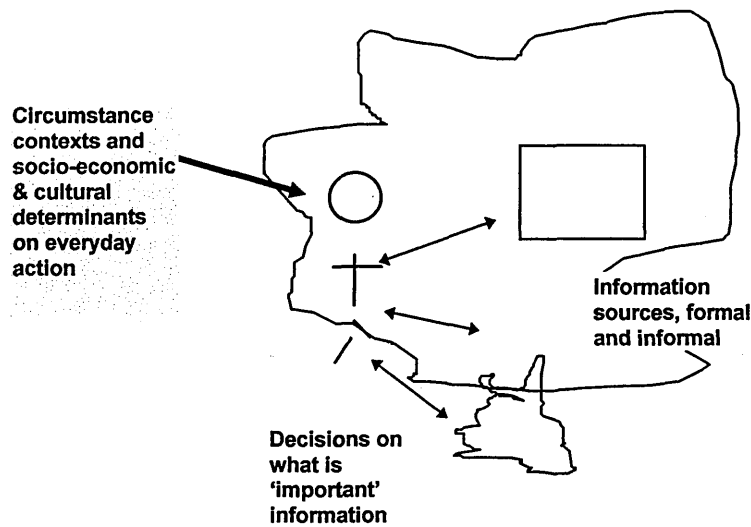 Circumstance
contexts and
socio-economic
& cultural
determinants
on everyday
action
Information
sources, formal
and informal
Decisions on
what is
‘important’
information